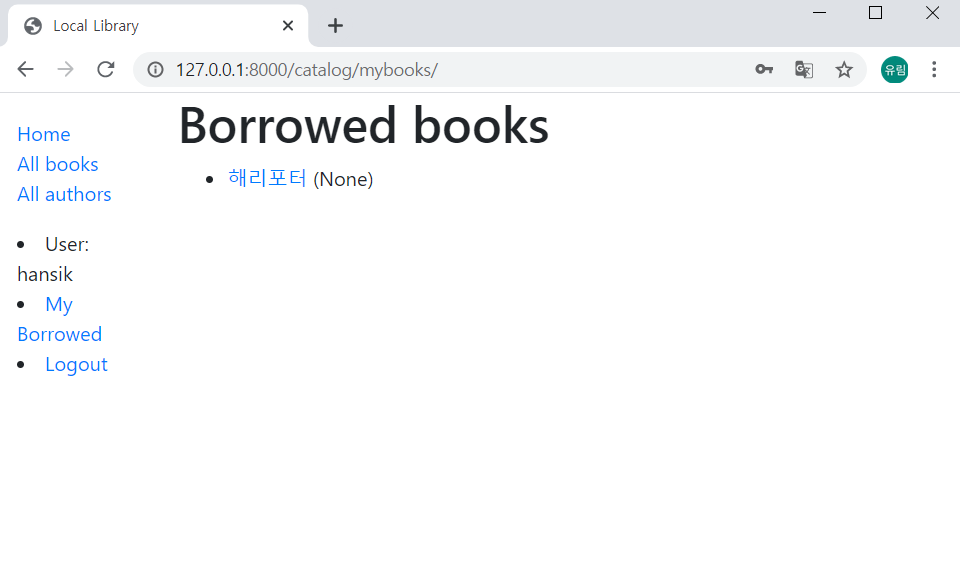 Local Library
127.0.0.1:8000/catalog/mybooks/
유림
Home
All books
All authors
User:
hansik
My
Borrowed
Logout
Borrowed books
해리포터 (None)